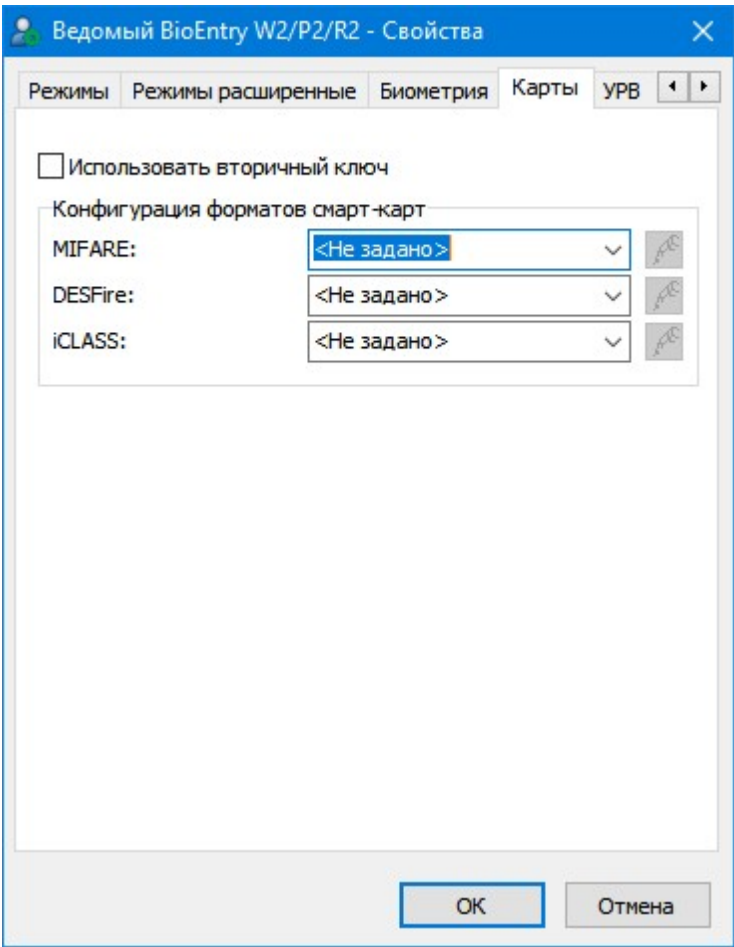 Ведомый BioEntry W2/P2/R2 - Свойства
Режимы Режимы расширенные Биометрия Карты УРВ
Использовать вторичный ключ
Конфигурация форматов смарт-карт
MIFARE: <Не задано>
DESFire: <Не задано>
iCLASS: <Не задано>
OK Отмена